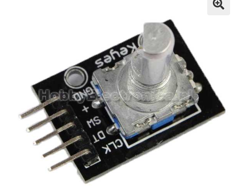 keyes
GND
+
SW
DT
CLK